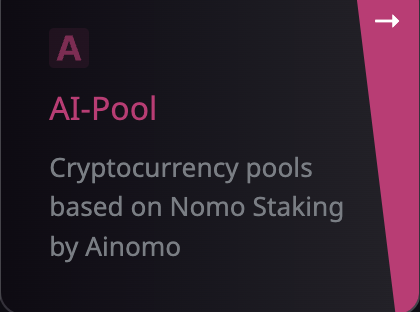 A
AI-Pool
Cryptocurrency pools
based on Nomo Staking
by Ainomo